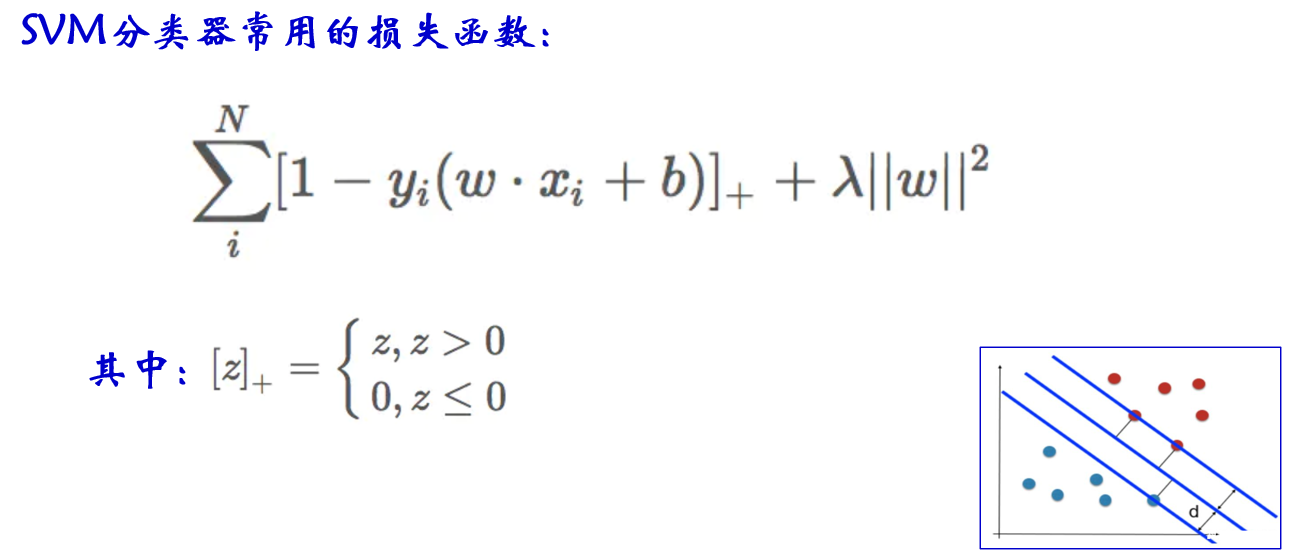 SVM分类器常用的损失函数：
$$\sum_{i}^{N}[1 - y_i(w \cdot x_i + b)]_+ + \lambda||w||^2$$
其中：$[z]_+ = \begin{cases} z, z > 0 \\ 0, z \leq 0 \end{cases}$
d